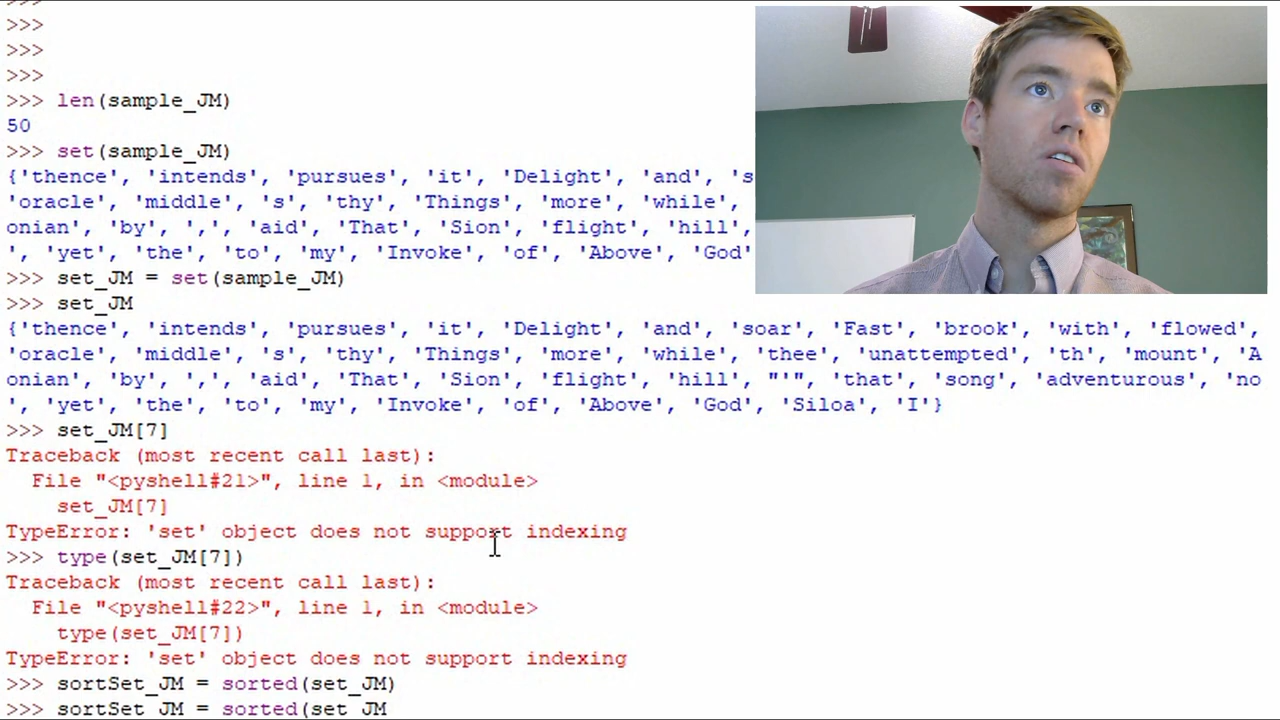 >>>
>>>
>>>
>>>
>>> len(sample_JM)
50
>>> set(sample_JM)
{'thence', 'intends', 'pursues', 'it', 'Delight', 'and', 's
'oracle', 'middle', 's', 'thy', 'Things', 'more', 'while',
onian', 'by', ',', 'aid', 'That', 'Sion', 'flight', 'hill',
', 'yet', 'the', 'to', 'my', 'Invoke', 'of', 'Above', 'God'
>>> set_JM = set(sample_JM)
>>> set_JM
{'thence', 'intends', 'pursues', 'it', 'Delight', 'and', 'soar', 'Fast', 'brook', 'with', 'flowed',
'oracle', 'middle', 's', 'thy', 'Things', 'more', 'while', 'thee', 'unattempted', 'th', 'mount', 'A
onian', 'by', ',', 'aid', 'That', 'Sion', 'flight', 'hill', "'", 'that', 'song', 'adventurous', 'no
', 'yet', 'the', 'to', 'my', 'Invoke', 'of', 'Above', 'God', 'Siloa', 'I'}
>>> set_JM[7]
Traceback (most recent call last):
  File "<pyshell#21>", line 1, in <module>
    set_JM[7]
TypeError: 'set' object does not support indexing
>>> type(set_JM[7])
Traceback (most recent call last):
  File "<pyshell#22>", line 1, in <module>
    type(set_JM[7])
TypeError: 'set' object does not support indexing
>>> sortSet_JM = sorted(set_JM)
>>> sortSet_JM = sorted(set_JM